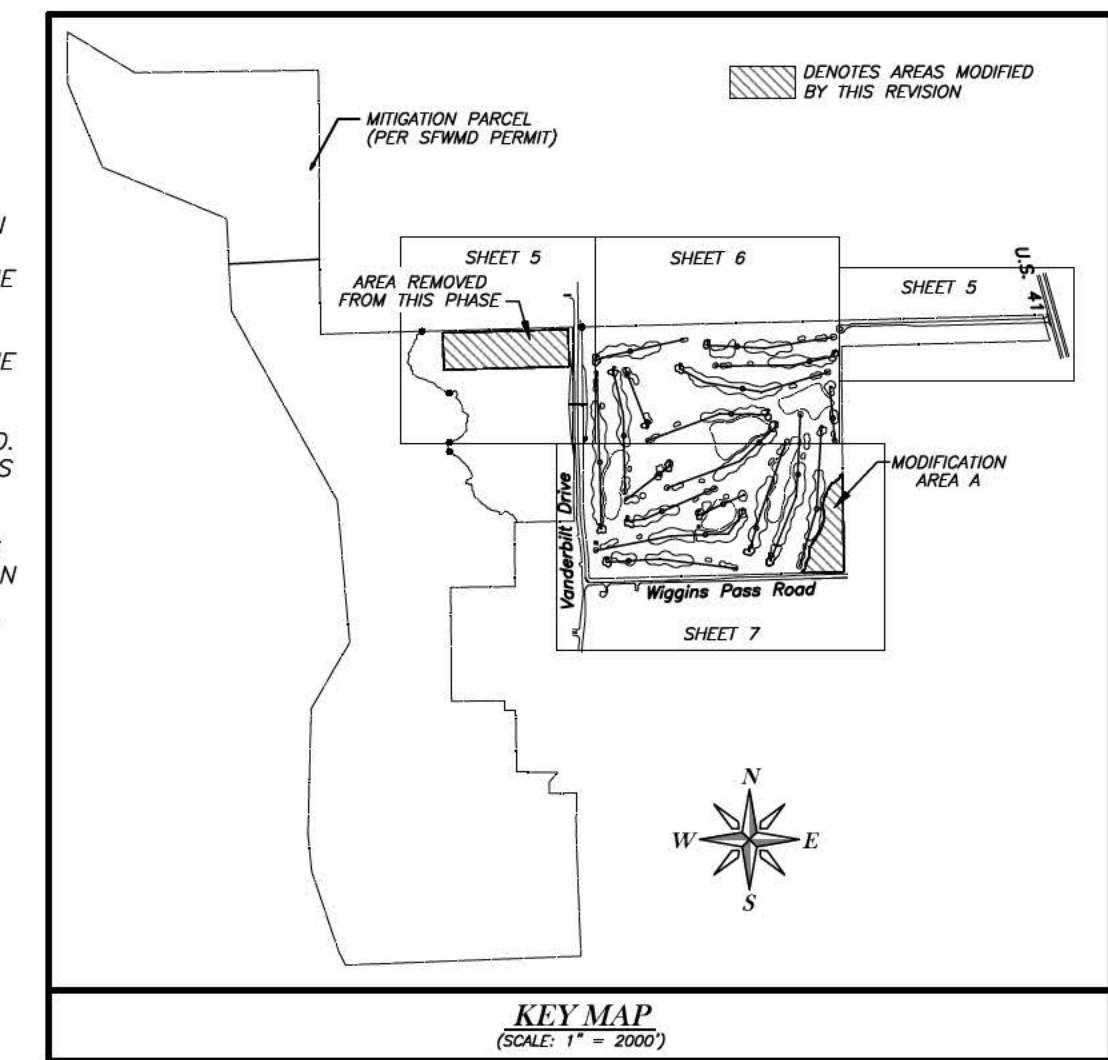 DENOTES AREAS MODIFIED
BY THIS REVISION
MITIGATION PARCEL
(PER SFWMD PERMIT)
SHEET 5
SHEET 6
U.S. 41
SHEET 5
AREA REMOVED
FROM THIS PHASE
MODIFICATION
AREA A
Vanderbilt Drive
Wiggins Pass Road
SHEET 7
N
W
E
S
KEY MAP
(SCALE: 1" = 2000')